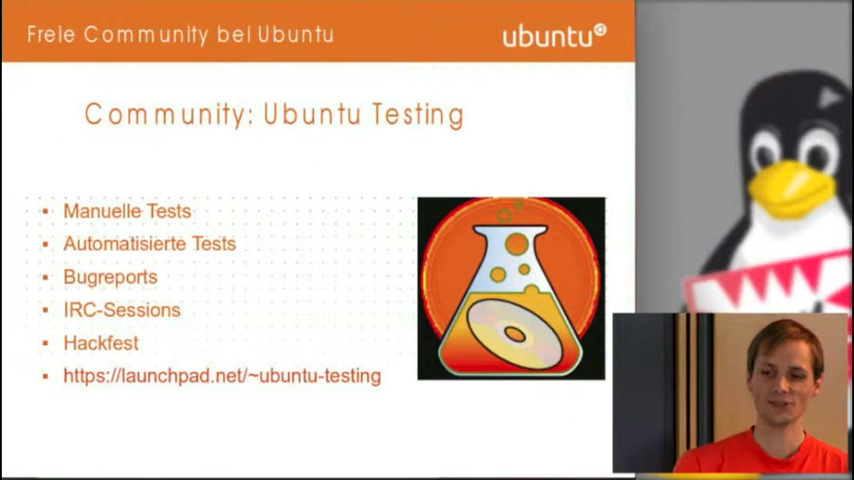 Freie Community bei Ubuntu
ubuntu
Community: Ubuntu Testing
Manuelle Tests
Automatisierte Tests
Bugreports
IRC-Sessions
Hackfest
https://launchpad.net/~ubuntu-testing